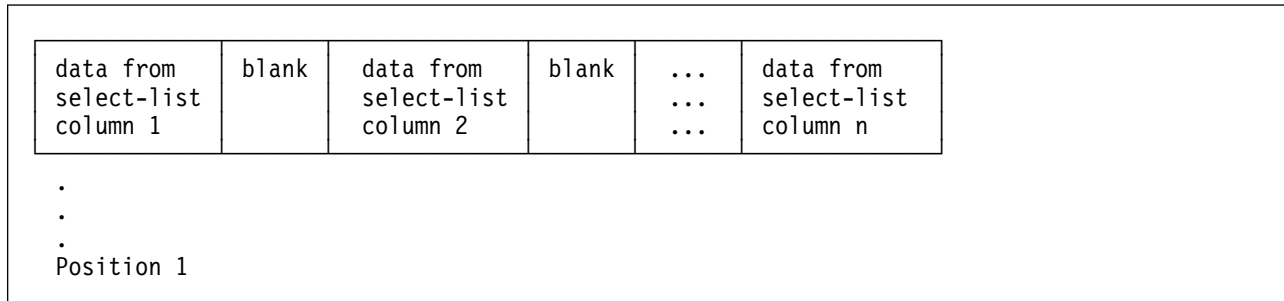 data from blank data from blank ... data from
select-list select-list ... select-list
column 1 column 2 ... column n
.
.
.
Position 1